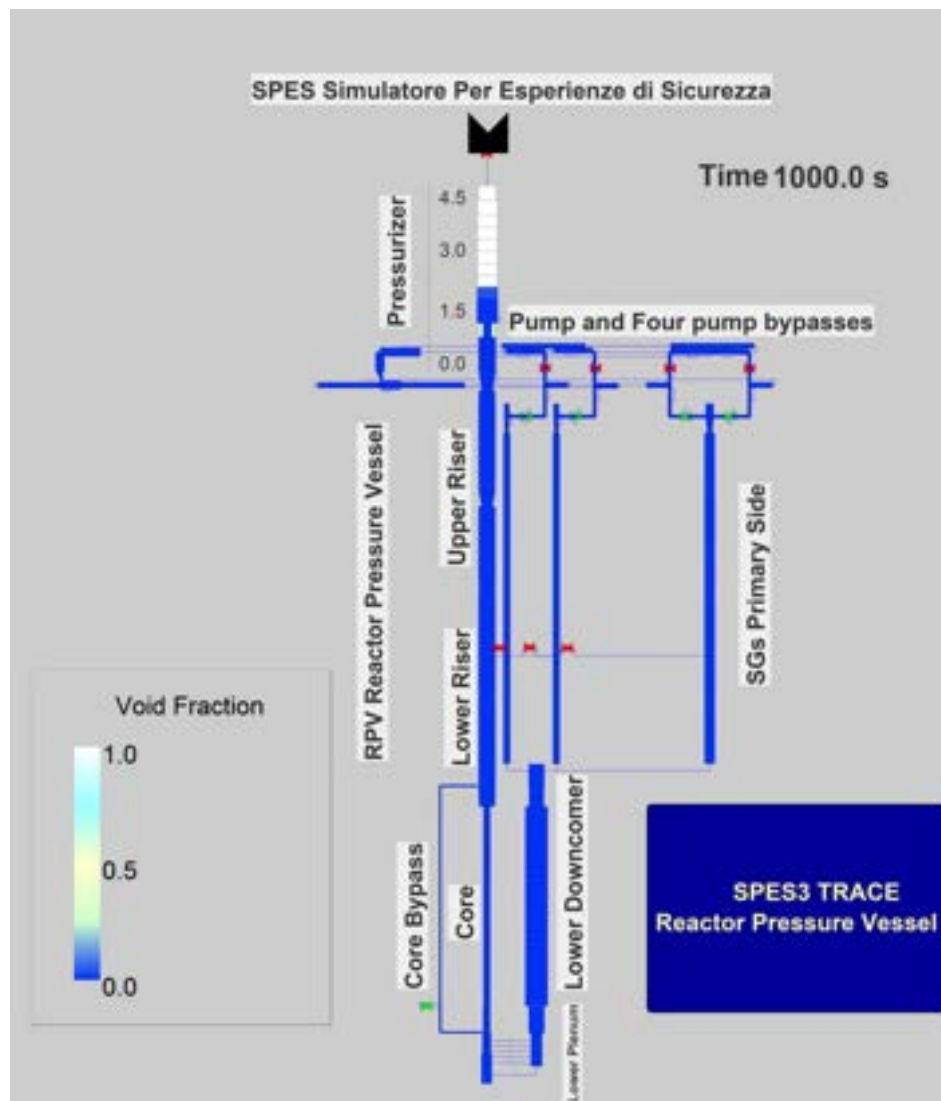 SPES Simulatore Per Esperienze di Sicurezza
Time 1000.0 s
Pressurizer
4.5
3.0
1.5
0.0
Pump and Four pump bypasses
RPV Reactor Pressure Vessel
Upper Riser
Lower Riser
SGs Primary Side
Void Fraction
1.0
0.5
0.0
Core Bypass
Core
Lower Downcomer
Lower Plenum
SPES3 TRACE
Reactor Pressure Vessel